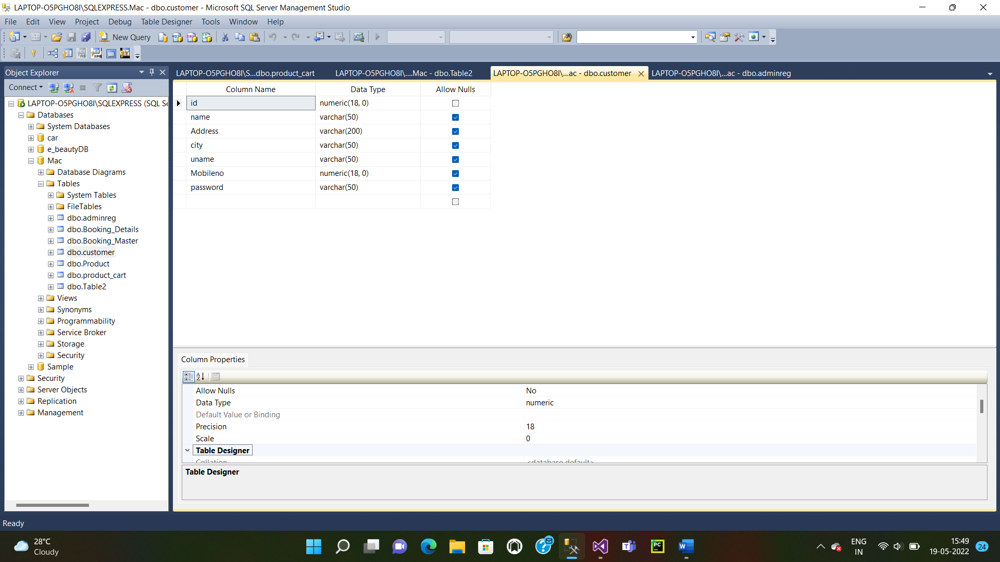 LAPTOP-O5PGHO8I\SQLEXPRESS.Mac - dbo.customer - Microsoft SQL Server Management Studio
File Edit View Project Debug Table Designer Tools Window Help
New Query
Object Explorer
Connect
LAPTOP-O5PGHO8I\SQLEXPRESS (SQL Se
Databases
System Databases
car
e_beautyDB
Mac
Database Diagrams
Tables
System Tables
FileTables
dbo.adminreg
dbo.Booking_Details
dbo.Booking_Master
dbo.customer
dbo.Product
dbo.product_cart
dbo.Table2
Views
Synonyms
Programmability
Service Broker
Storage
Security
Sample
Security
Server Objects
Replication
Management
LAPTOP-O5PGHO8I\S...dbo.product_cart LAPTOP-O5PGHO8I\....Mac - dbo.Table2 LAPTOP-O5PGHO8I\...ac - dbo.customer LAPTOP-O5PGHO8I\...ac - dbo.adminreg
Column Name Data Type Allow Nulls
id numeric(18, 0)
name varchar(50)
Address varchar(200)
city varchar(50)
uname varchar(50)
Mobileno numeric(18, 0)
password varchar(50)
Column Properties
Allow Nulls No
Data Type numeric
Default Value or Binding
Precision 18
Scale 0
Table Designer
Collation <database default>
Table Designer
Ready
28°C
Cloudy
PC
W
ENG
IN
15:49
19-05-2022
24